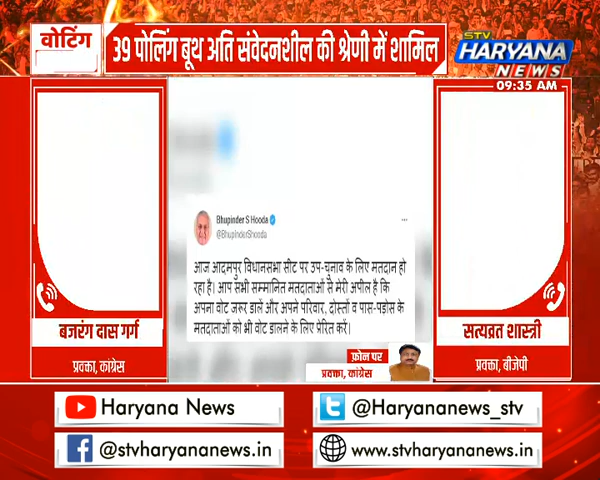 वोटिंग
39 पोलिंग बूथ अति संवेदनशील की श्रेणी में शामिल
STV
HARYANA
NEWS
09:35 AM
Bhupinder S Hooda
@BhupinderShooda
आज आदमपुर विधानसभा सीट पर उप-चुनाव के लिए मतदान हो
रहा है। आप सभी सम्मानित मतदाताओं से मेरी अपील है कि
अपना वोट जरूर डालें और अपने परिवार, दोस्तों व पास-पड़ोस के
मतदाताओं को भी वोट डालने के लिए प्रेरित करें।
बजरंग दास गर्ग
प्रवक्ता, कांग्रेस
फ़ोन पर
प्रवक्ता, कांग्रेस
सत्यव्रत शास्त्री
प्रवक्ता, बीजेपी
Haryana News
@Haryananews_stv
@stvharyananews.in
www.stvharyananews.in